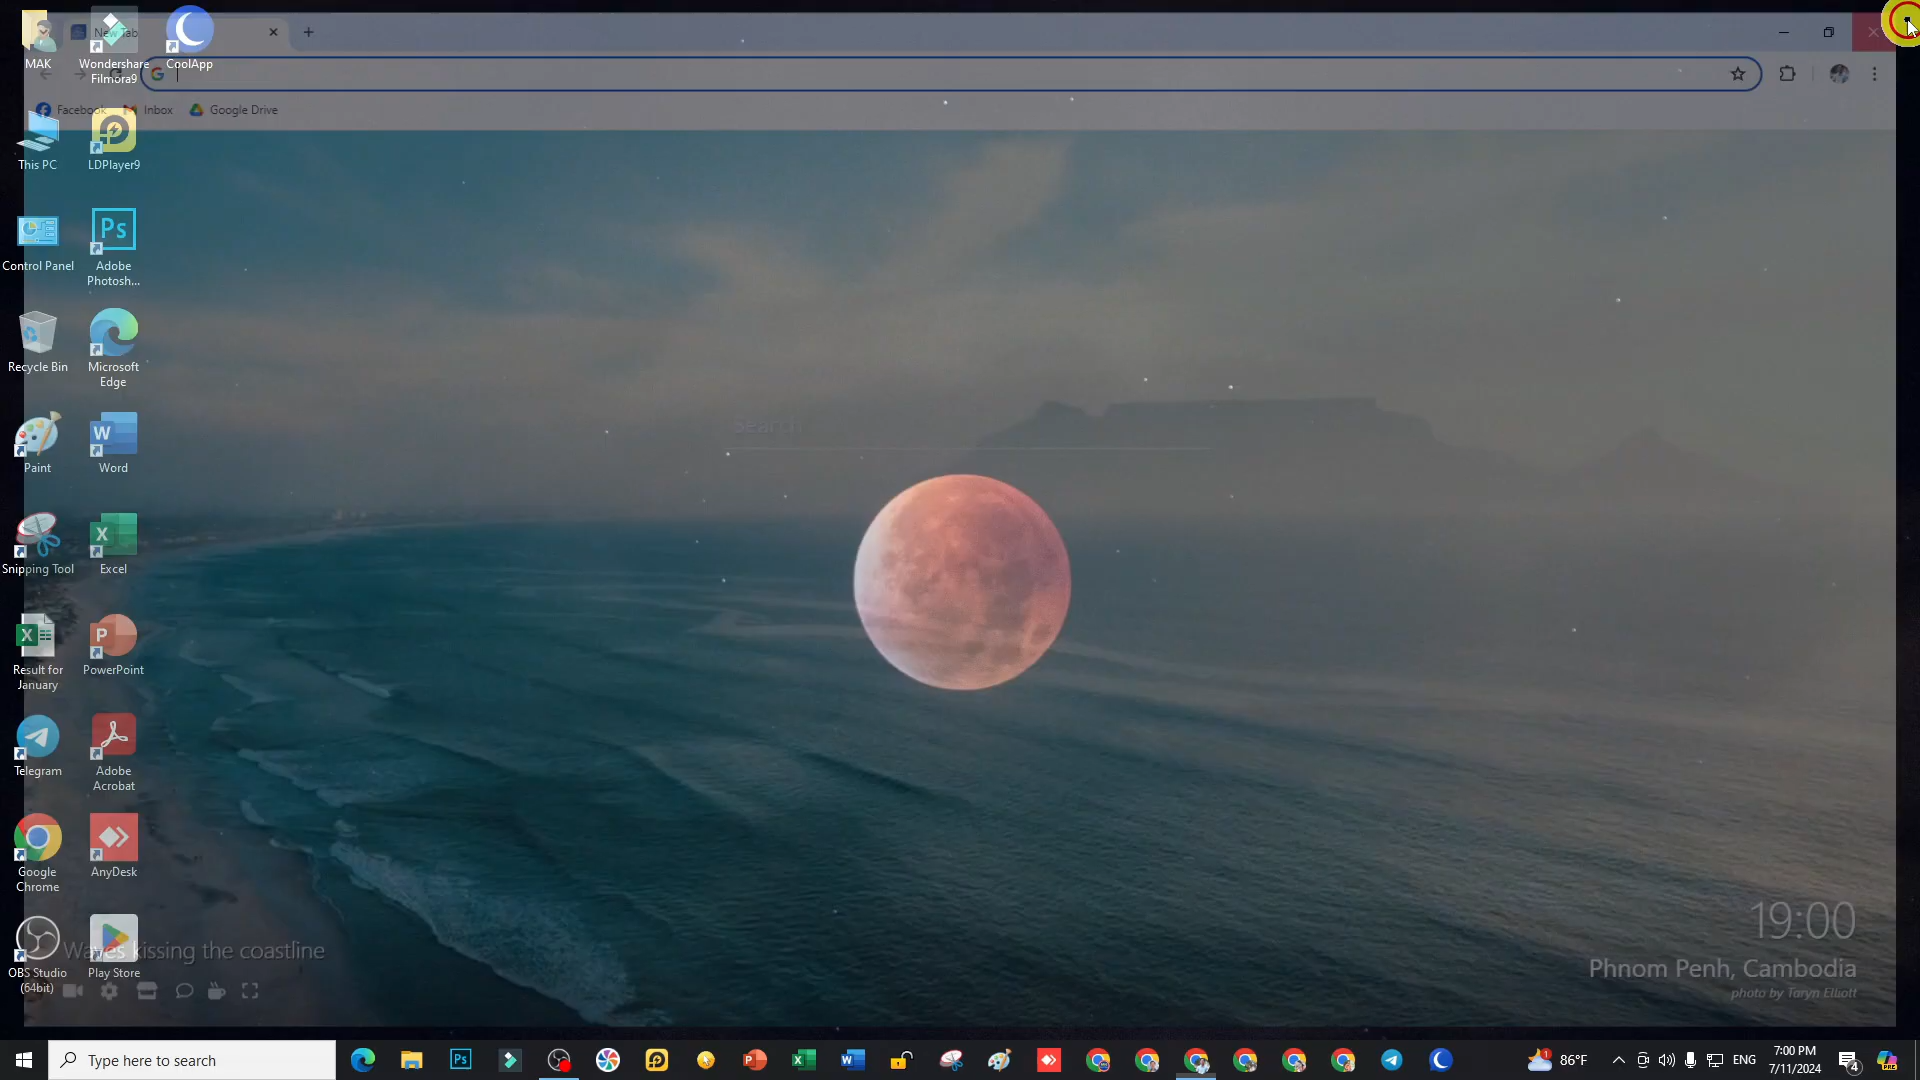 New Tab
Facebook
Inbox
Google Drive
MAK
Wondershare
Filmora9
CoolApp
This PC
LDPlayer9
Control Panel
Adobe
Photosh...
Recycle Bin
Microsoft
Edge
Search
Paint
Word
Snipping Tool
Excel
Result for
January
PowerPoint
Telegram
Adobe
Acrobat
Google
Chrome
AnyDesk
OBS Studio
(64bit)
Play Store
Waves kissing the coastline
19:00
Phnom Penh, Cambodia
photo by Taryn Elliott
Type here to search
86°F
ENG
7:00 PM
7/11/2024
4